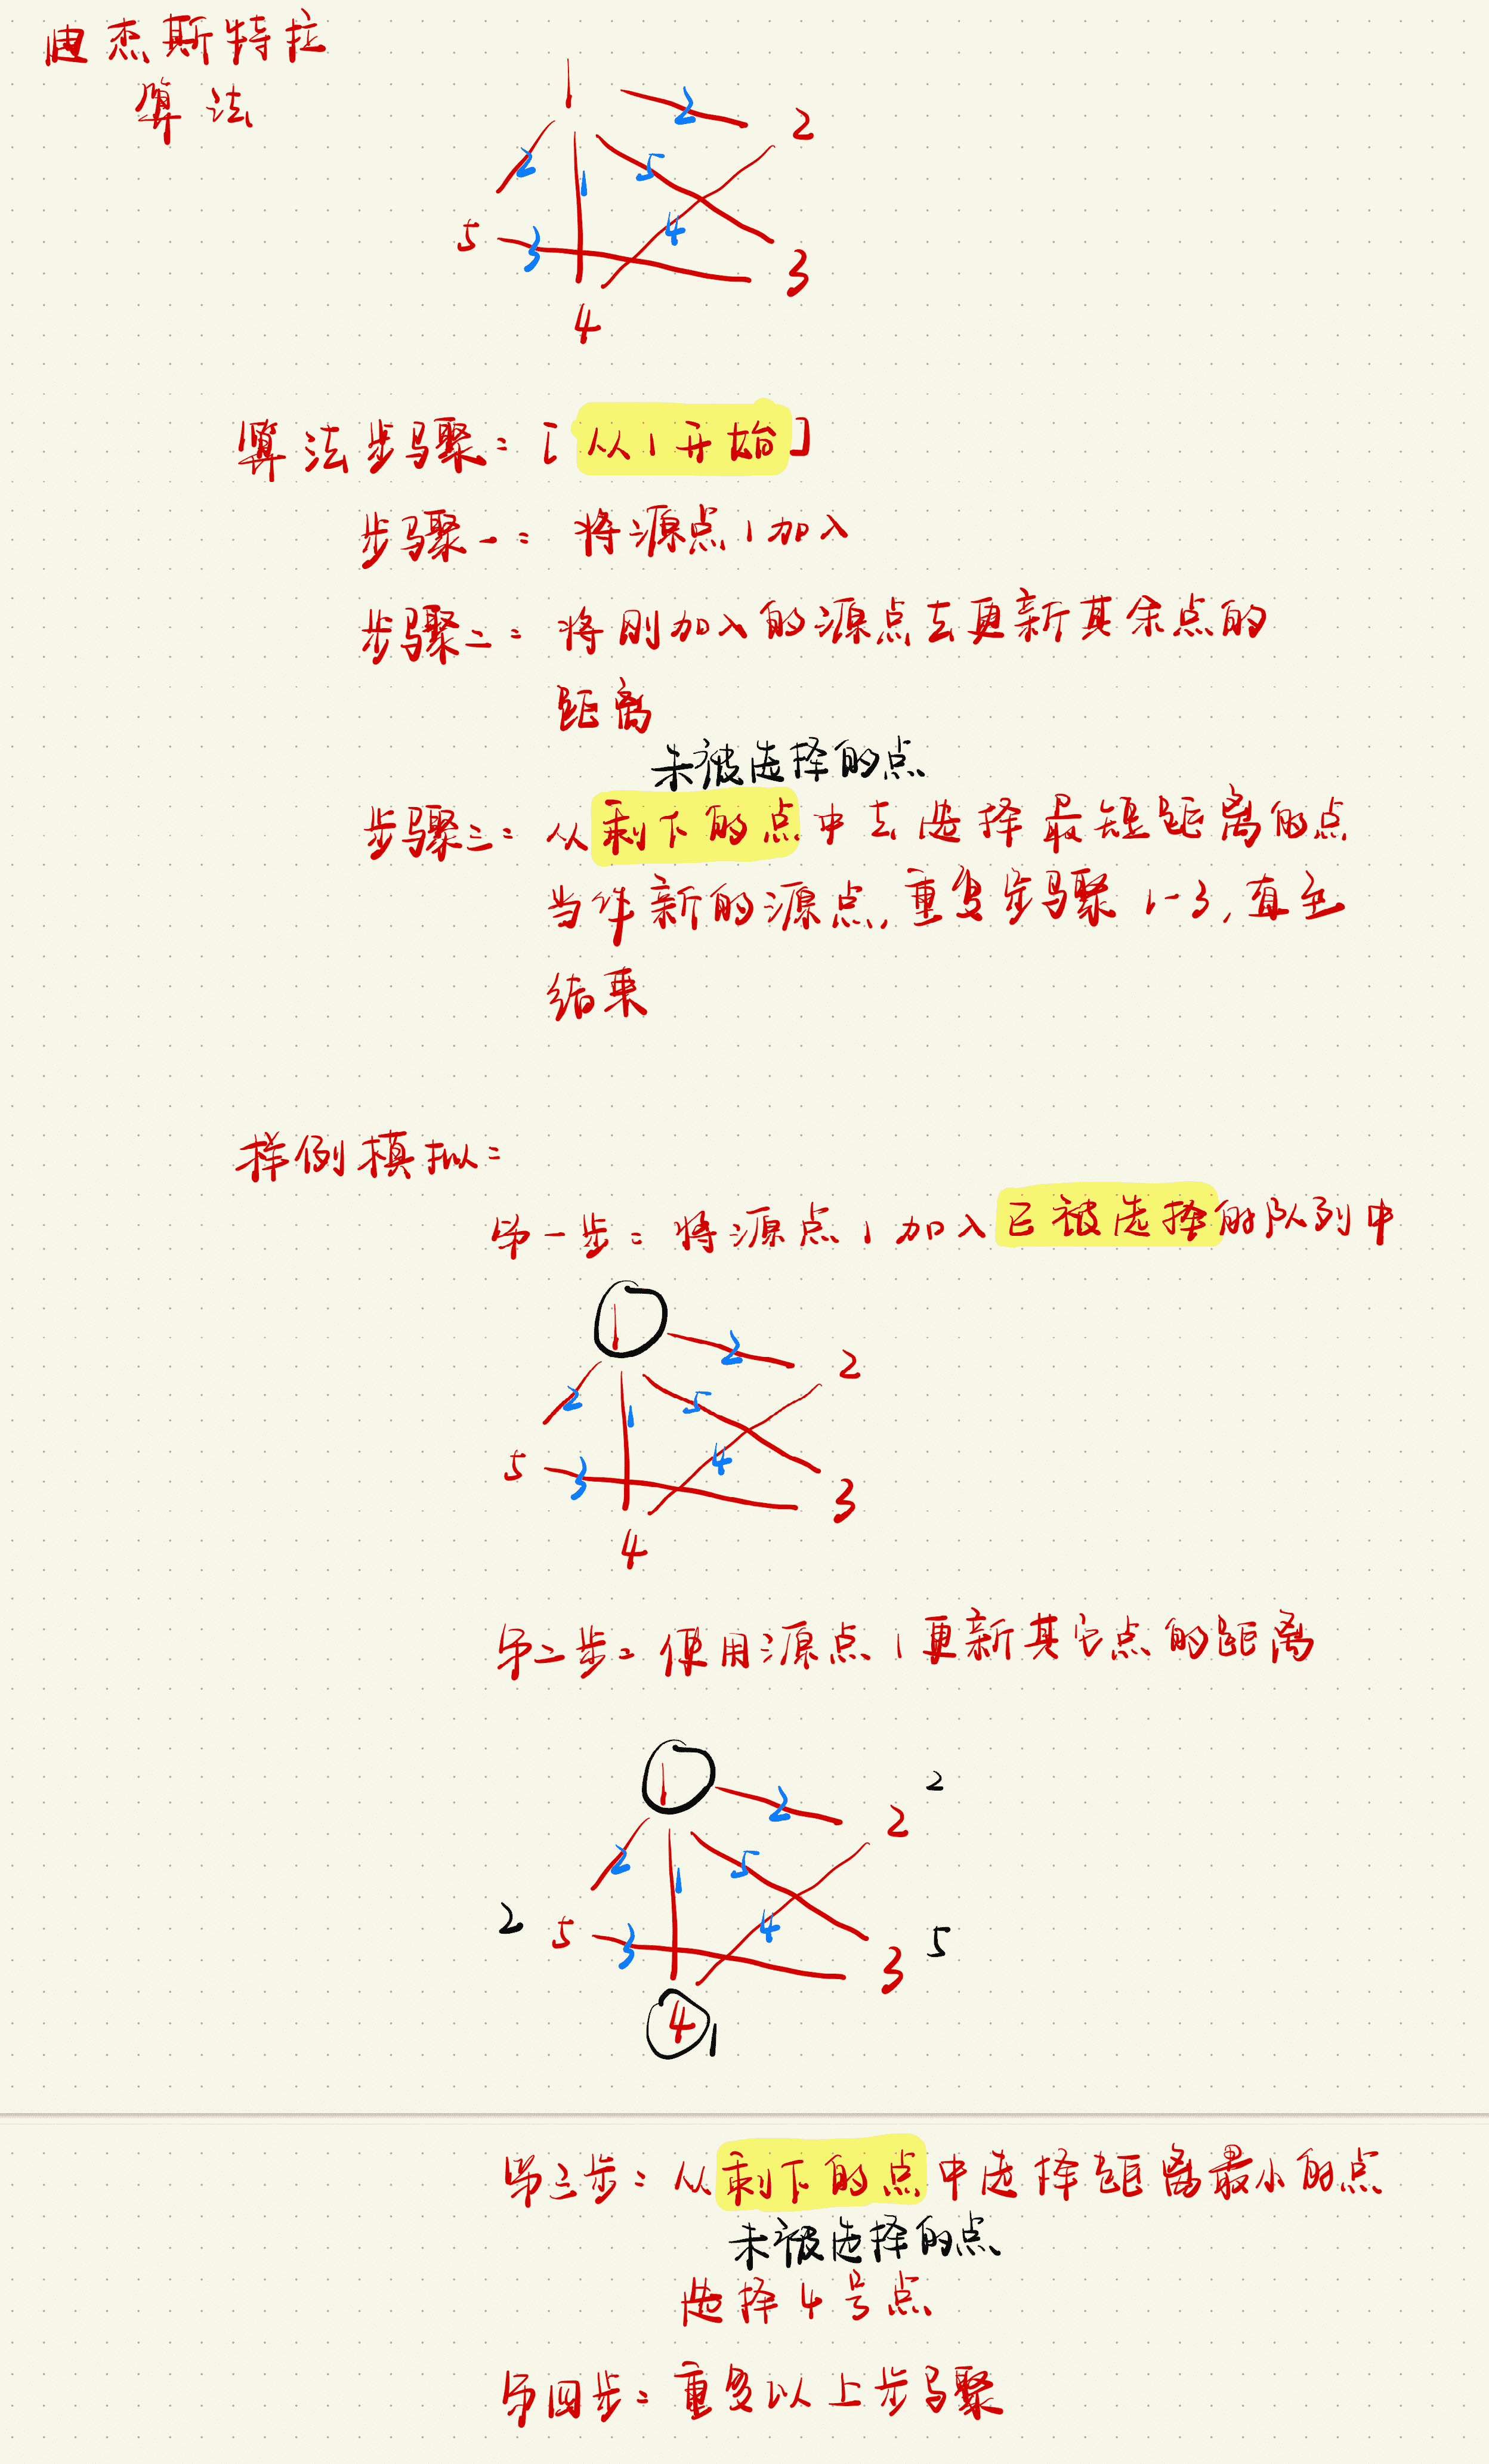 迪杰斯特拉
算法
1
2
2
2
1
5
4
5
3
3
4
算法步骤：[从1开始]
步骤一：将源点1加入
步骤二：将刚加入的源点去更新其余点的
距离
未被选择的点
步骤三：从剩下的点中去选择最短距离的点
当作新的源点，重复步骤1-3，直至
结束
样例模拟：
第一步：将源点1加入已被选择的队列中
1
2
2
2
1
5
4
5
3
3
4
第二步：使用源点1更新其它点的距离
1
2
2
2
2
1
5
4
2
5
3
3
5
4
1
第三步：从剩下的点中选择距离最小的点
未被选择的点
选择4号点
第四步：重复以上步骤